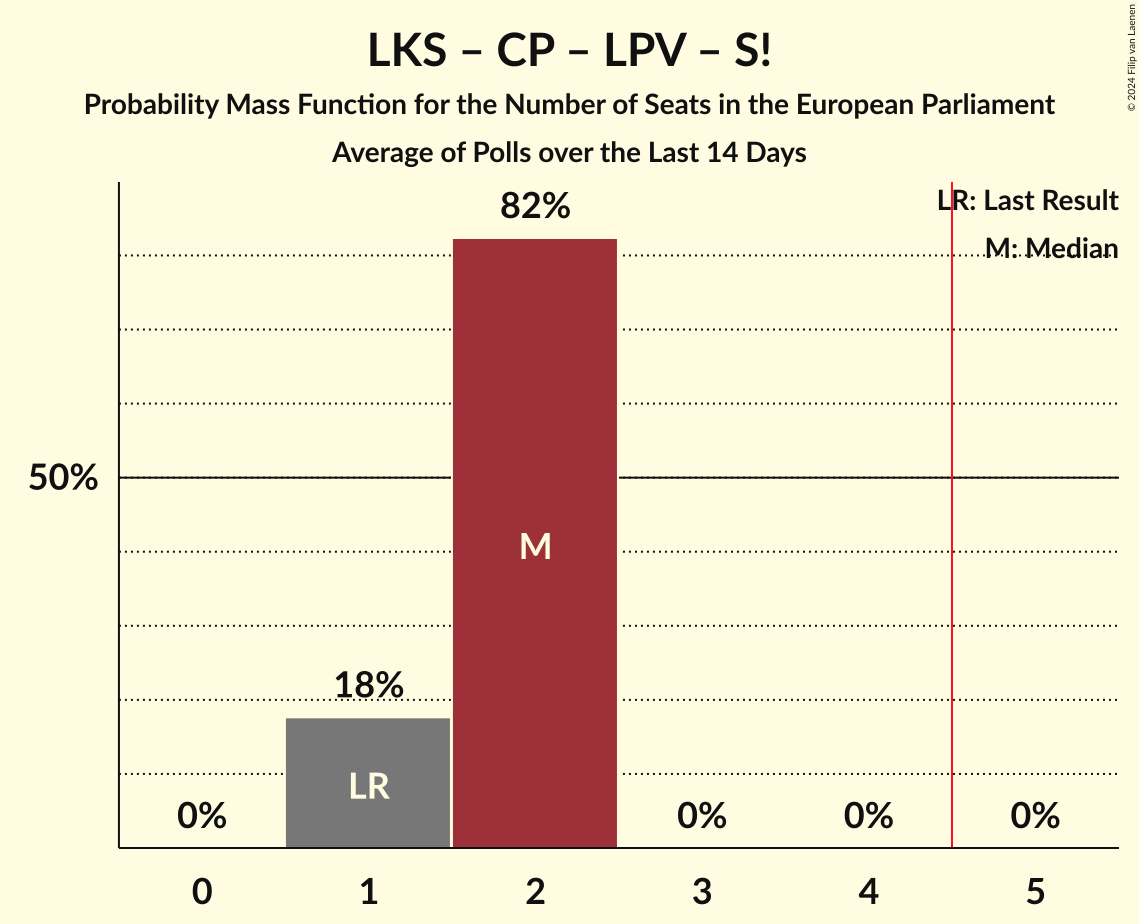 LKS – CP – LPV – S!
Probability Mass Function for the Number of Seats in the European Parliament
Average of Polls over the Last 14 Days
© 2024 Filip van Laenen
LR: Last Result
M: Median
82%
50%
M
18%
LR
0%
0%
0%
0%
0 1 2 3 4 5